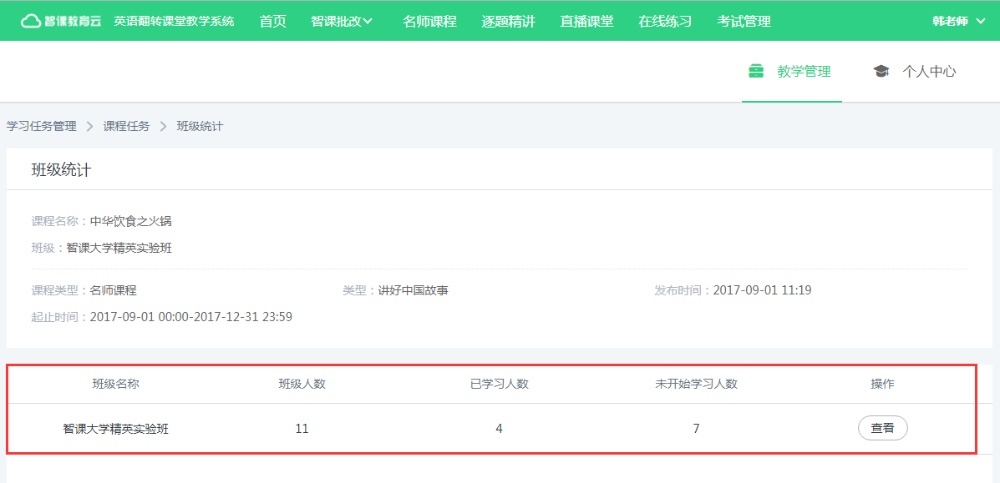 智课教育云 英语翻转课堂教学系统 首页 智课批改 名师课程 逐题精讲 直播课堂 在线练习 考试管理 韩老师
教学管理 个人中心
学习任务管理 课程任务 班级统计
班级统计
课程名称：中华饮食之火锅
班级：智课大学精英实验班
课程类型：名师课程 类型：讲好中国故事 发布时间：2017-09-01 11:19
起止时间：2017-09-01 00:00-2017-12-31 23:59
班级名称 班级人数 已学习人数 未开始学习人数 操作
智课大学精英实验班 11 4 7 查看